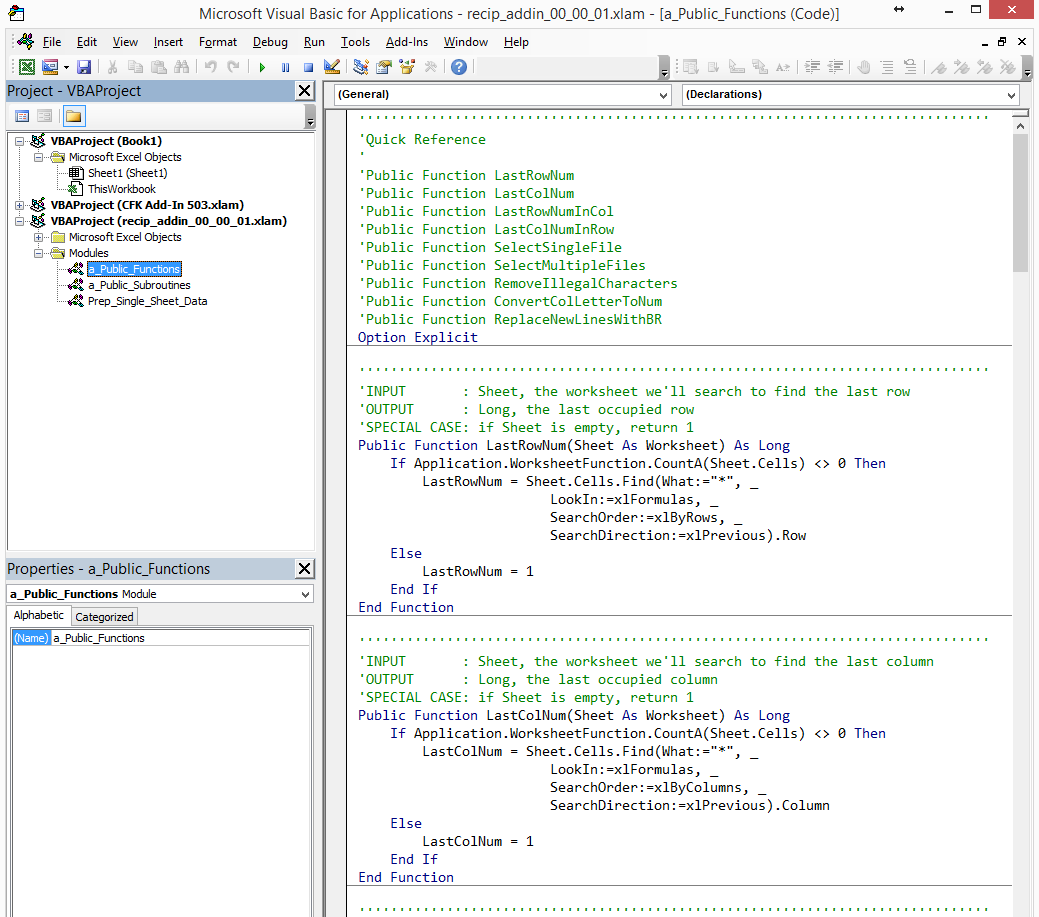 Microsoft Visual Basic for Applications - recip_addin_00_00_01.xlam - [a_Public_Functions (Code)]
File Edit View Insert Format Debug Run Tools Add-Ins Window Help
Project - VBAProject
VBAProject (Book1)
Microsoft Excel Objects
Sheet1 (Sheet1)
ThisWorkbook
VBAProject (CFK Add-In 503.xlam)
VBAProject (recip_addin_00_00_01.xlam)
Microsoft Excel Objects
Modules
a_Public_Functions
a_Public_Subroutines
Prep_Single_Sheet_Data
Properties - a_Public_Functions
a_Public_Functions Module
Alphabetic Categorized
(Name) a_Public_Functions
(General) (Declarations)
'''''''''''''''''''''''''''''''''''''''''''''''''''''''''''''''''''''''''''''''
'Quick Reference
'
'Public Function LastRowNum
'Public Function LastColNum
'Public Function LastRowNumInCol
'Public Function LastColNumInRow
'Public Function SelectSingleFile
'Public Function SelectMultipleFiles
'Public Function RemoveIllegalCharacters
'Public Function ConvertColLetterToNum
'Public Function ReplaceNewLinesWithBR
Option Explicit
'''''''''''''''''''''''''''''''''''''''''''''''''''''''''''''''''''''''''''''''
'INPUT       : Sheet, the worksheet we'll search to find the last row
'OUTPUT      : Long, the last occupied row
'SPECIAL CASE: if Sheet is empty, return 1
Public Function LastRowNum(Sheet As Worksheet) As Long
    If Application.WorksheetFunction.CountA(Sheet.Cells) <> 0 Then
        LastRowNum = Sheet.Cells.Find(What:="*", _
                        LookIn:=xlFormulas, _
                        SearchOrder:=xlByRows, _
                        SearchDirection:=xlPrevious).Row
    Else
        LastRowNum = 1
    End If
End Function
'''''''''''''''''''''''''''''''''''''''''''''''''''''''''''''''''''''''''''''''
'INPUT       : Sheet, the worksheet we'll search to find the last column
'OUTPUT      : Long, the last occupied column
'SPECIAL CASE: if Sheet is empty, return 1
Public Function LastColNum(Sheet As Worksheet) As Long
    If Application.WorksheetFunction.CountA(Sheet.Cells) <> 0 Then
        LastColNum = Sheet.Cells.Find(What:="*", _
                        LookIn:=xlFormulas, _
                        SearchOrder:=xlByColumns, _
                        SearchDirection:=xlPrevious).Column
    Else
        LastColNum = 1
    End If
End Function
'''''''''''''''''''''''''''''''''''''''''''''''''''''''''''''''''''''''''''''''